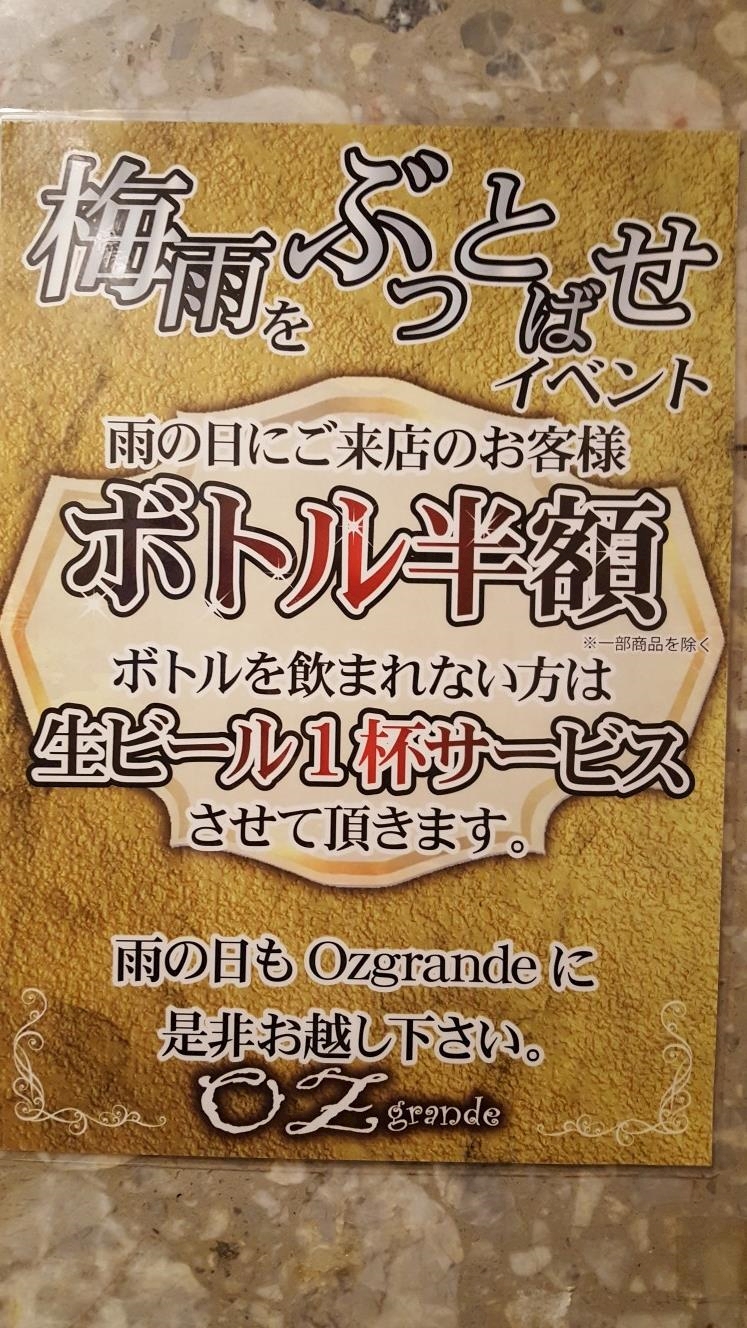 梅雨をぶっとばせ
イベント
雨の日にご来店のお客様
ボトル半額
※一部商品を除く
ボトルを飲まれない方は
生ビール1杯サービス
させて頂きます。
雨の日も Ozgrande に
是非お越し下さい。
OZ grande